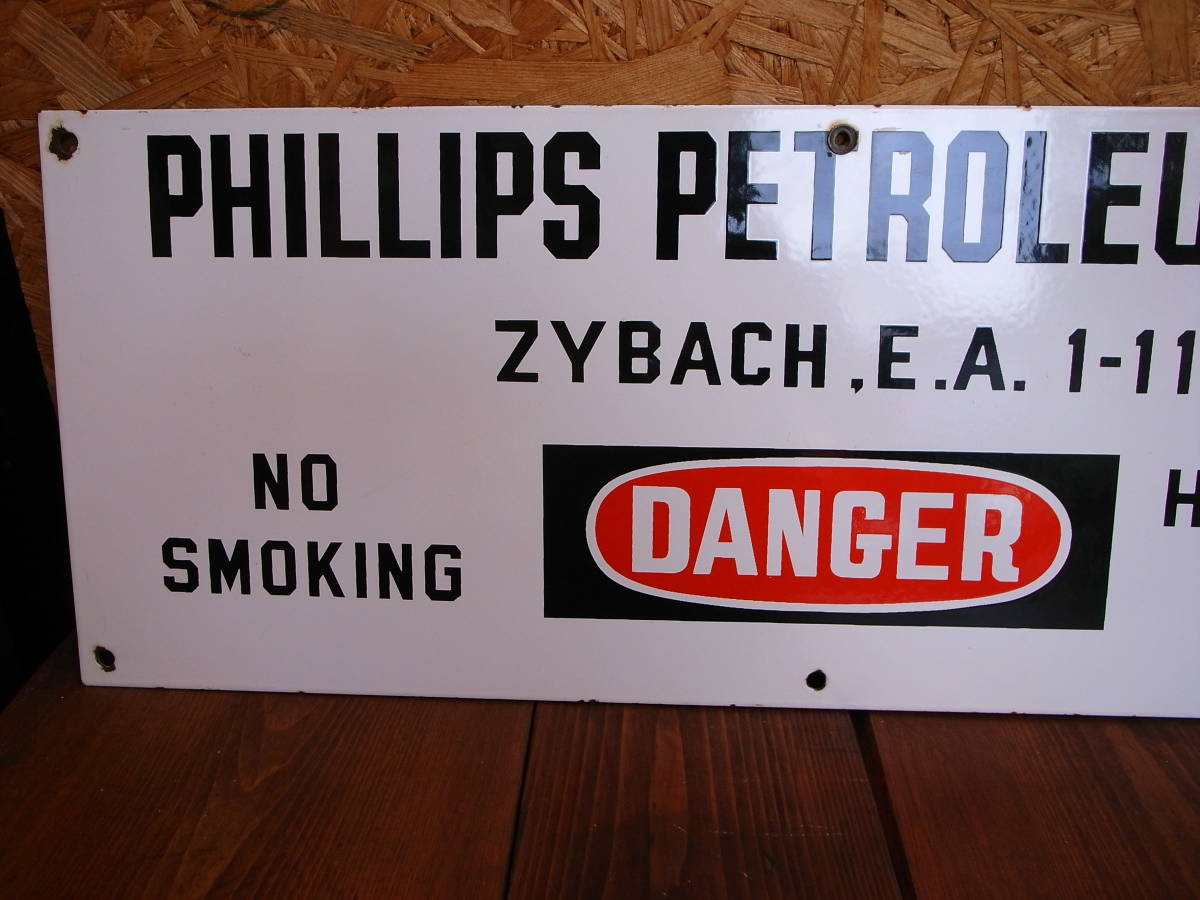 PHILLIPS PETROLEU
ZYBACH, E.A. 1-11
NO
SMOKING
DANGER
H